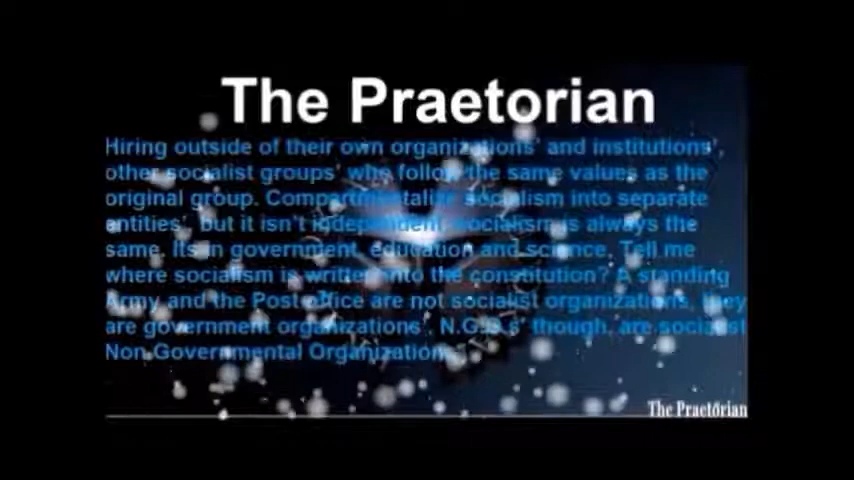 The Praetorian
Hiring outside of their own organizations' and institutions'
other socialist groups' who follow the same values as the
original group. Compartmentalize socialism into separate
entities', but it isn't independent socialism is always the
same. Its in government, education and science. Tell me
where socialism is written into the constitution? A standing
Army and the Post office are not socialist organizations, they
are government organizations'. N.G.O.s' though, are socialist
Non Governmental Organizations.
The Praetorian